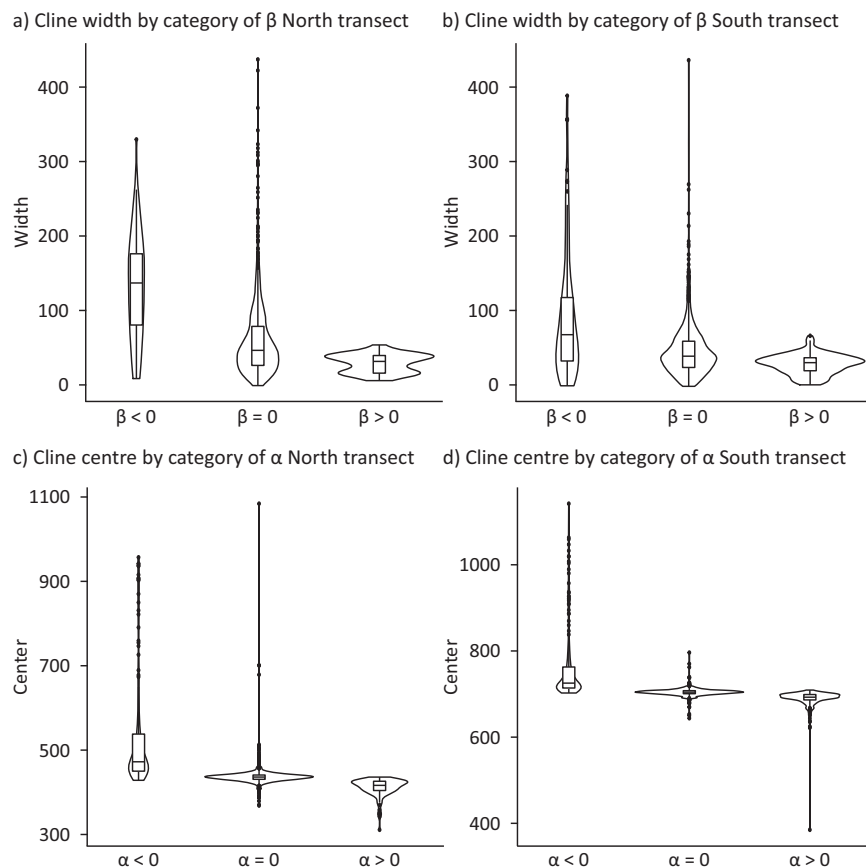 a) Cline width by category of β North transect
400
300
200
100
0
Width
β < 0 β = 0 β > 0
b) Cline width by category of β South transect
400
300
200
100
0
Width
β < 0 β = 0 β > 0
c) Cline centre by category of α North transect
1100
900
700
500
300
Center
α < 0 α = 0 α > 0
d) Cline centre by category of α South transect
1000
800
600
400
Center
α < 0 α = 0 α > 0